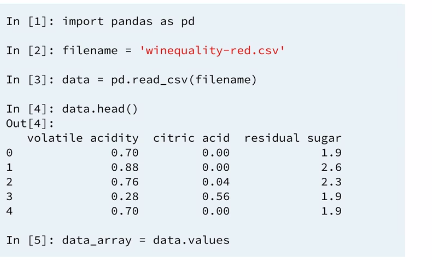 In [1]: import pandas as pd
In [2]: filename = 'winequality-red.csv'
In [3]: data = pd.read_csv(filename)
In [4]: data.head()
Out[4]:
   volatile acidity  citric acid  residual sugar
0              0.70         0.00             1.9
1              0.88         0.00             2.6
2              0.76         0.04             2.3
3              0.28         0.56             1.9
4              0.70         0.00             1.9
In [5]: data_array = data.values